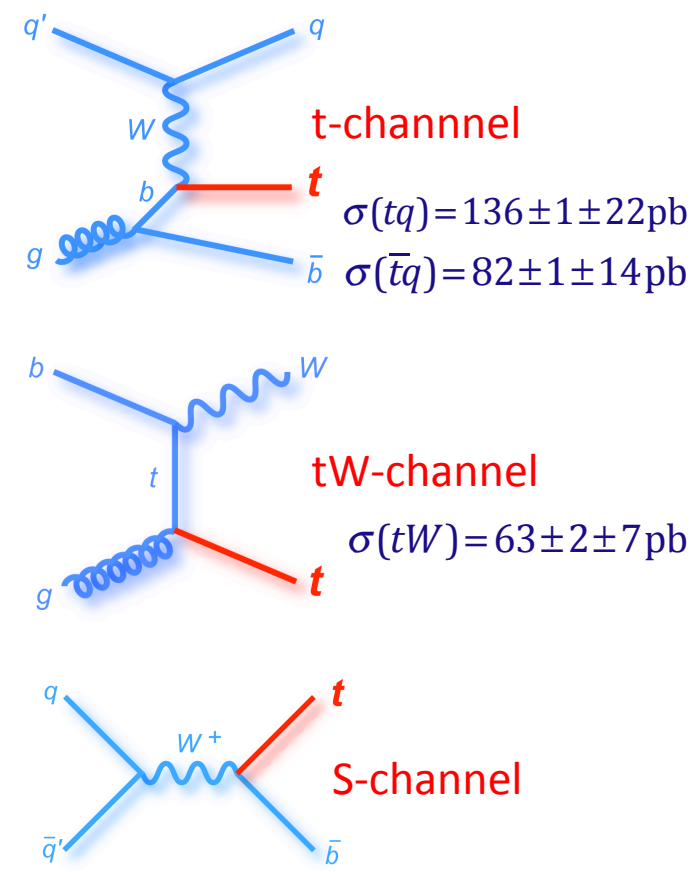 q′ q
W t-channnel
b t
σ(tq)=136±1±22pb
g b̄ σ(t̄q)=82±1±14pb
b W
t tW-channel
σ(tW)=63±2±7pb
g t
q t
W +
S-channel
q̄′ b̄